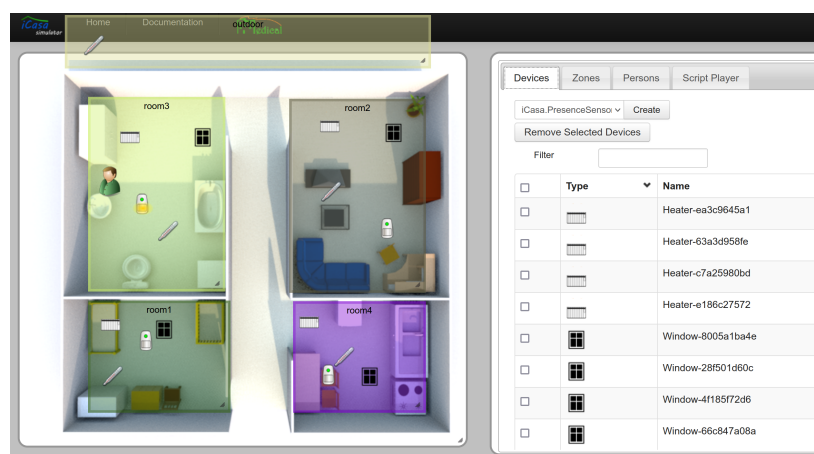 iCasa
simulator
Home
Documentation
outdoor
Medical
room3
room2
room1
room4
Devices
Zones
Persons
Script Player
iCasa.PresenceSensor
Create
Remove Selected Devices
Filter
Type
Name
Heater-ea3c9645a1
Heater-63a3d958fe
Heater-c7a25980bd
Heater-e186c27572
Window-8005a1ba4e
Window-28f501d60c
Window-4f185f72d6
Window-66c847a08a